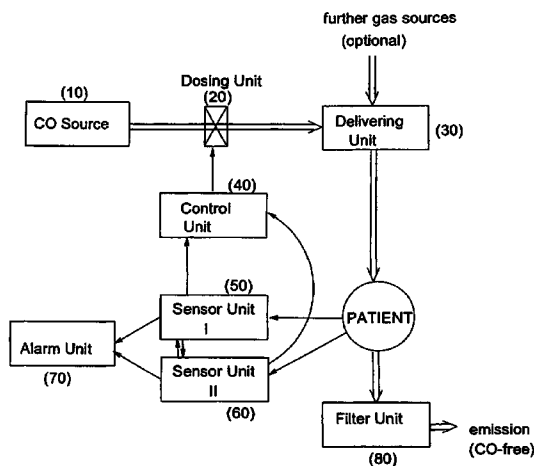 further gas sources
(optional)
Dosing Unit
(20)
(10)
CO Source
Delivering
Unit
(30)
(40)
Control
Unit
(50)
Sensor Unit
I
PATIENT
Alarm Unit
(70)
Sensor Unit
II
(60)
Filter Unit
(80)
emission
(CO-free)